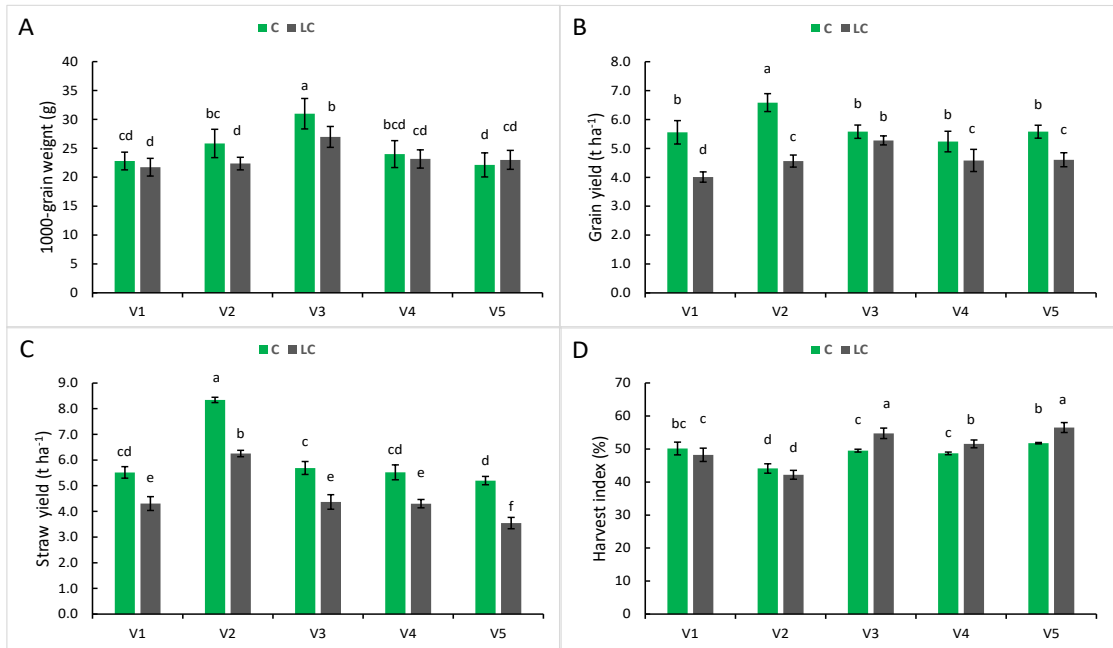 A
C LC
1000-grain weignt (g)
40
35
30
25
20
15
10
5
0
cd d bc d a b bcd cd d cd
V1 V2 V3 V4 V5
B
C LC
Grain yield (t ha⁻¹)
8.0
7.0
6.0
5.0
4.0
3.0
2.0
1.0
0.0
b d a c b b b c b c
V1 V2 V3 V4 V5
C
C LC
Straw yield (t ha⁻¹)
9.0
8.0
7.0
6.0
5.0
4.0
3.0
2.0
1.0
0.0
cd e a b c e cd e d f
V1 V2 V3 V4 V5
D
C LC
Harvest index (%)
70
60
50
40
30
20
10
0
bc c d d c a c b b a
V1 V2 V3 V4 V5